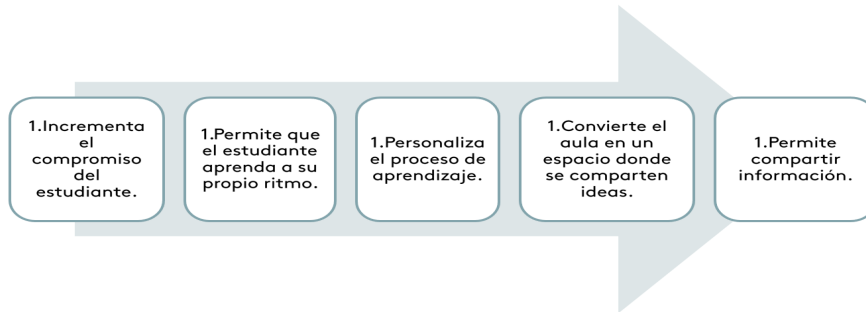 1.Incrementa
el
compromiso
del
estudiante.
1.Permite que
el estudiante
aprenda a su
propio ritmo.
1.Personaliza
el proceso de
aprendizaje.
1.Convierte el
aula en un
espacio donde
se comparten
ideas.
1.Permite
compartir
información.